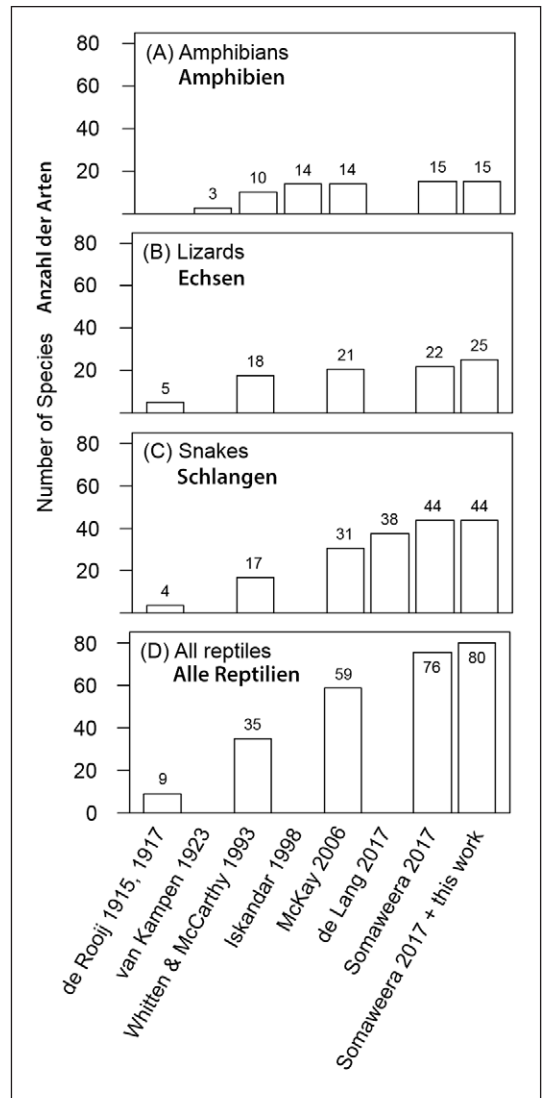 Number of Species Anzahl der Arten
(A) Amphibians
Amphibien
80
60
40
20
3
10
14
14
15
15
(B) Lizards
Echsen
80
60
40
20
5
18
21
22
25
(C) Snakes
Schlangen
80
60
40
20
4
17
31
38
44
44
(D) All reptiles
Alle Reptilien
80
60
40
20
0
9
35
59
76
80
de Rooij 1915, 1917
van Kampen 1923
Whitten & McCarthy 1993
Iskandar 1998
McKay 2006
de Lang 2017
Somaweera 2017
Somaweera 2017 + this work